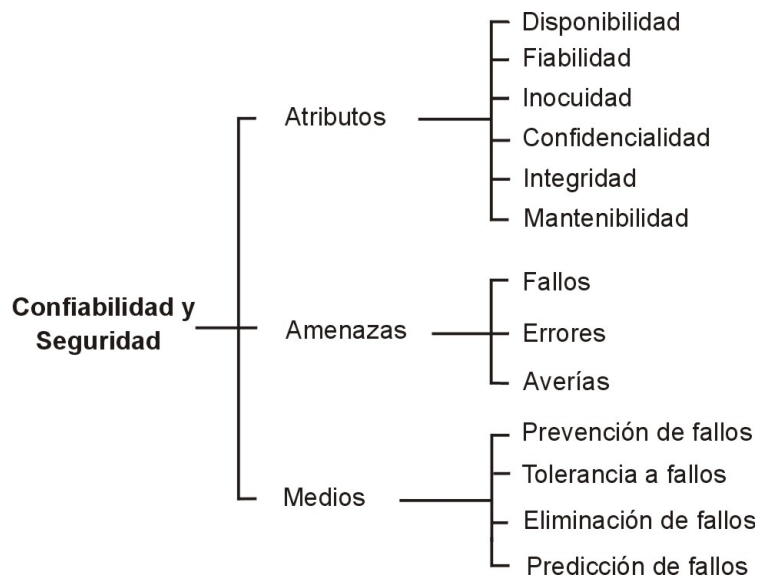 Confiabilidad y
Seguridad
Atributos
Disponibilidad
Fiabilidad
Inocuidad
Confidencialidad
Integridad
Mantenibilidad
Amenazas
Fallos
Errores
Averías
Medios
Prevención de fallos
Tolerancia a fallos
Eliminación de fallos
Predicción de fallos